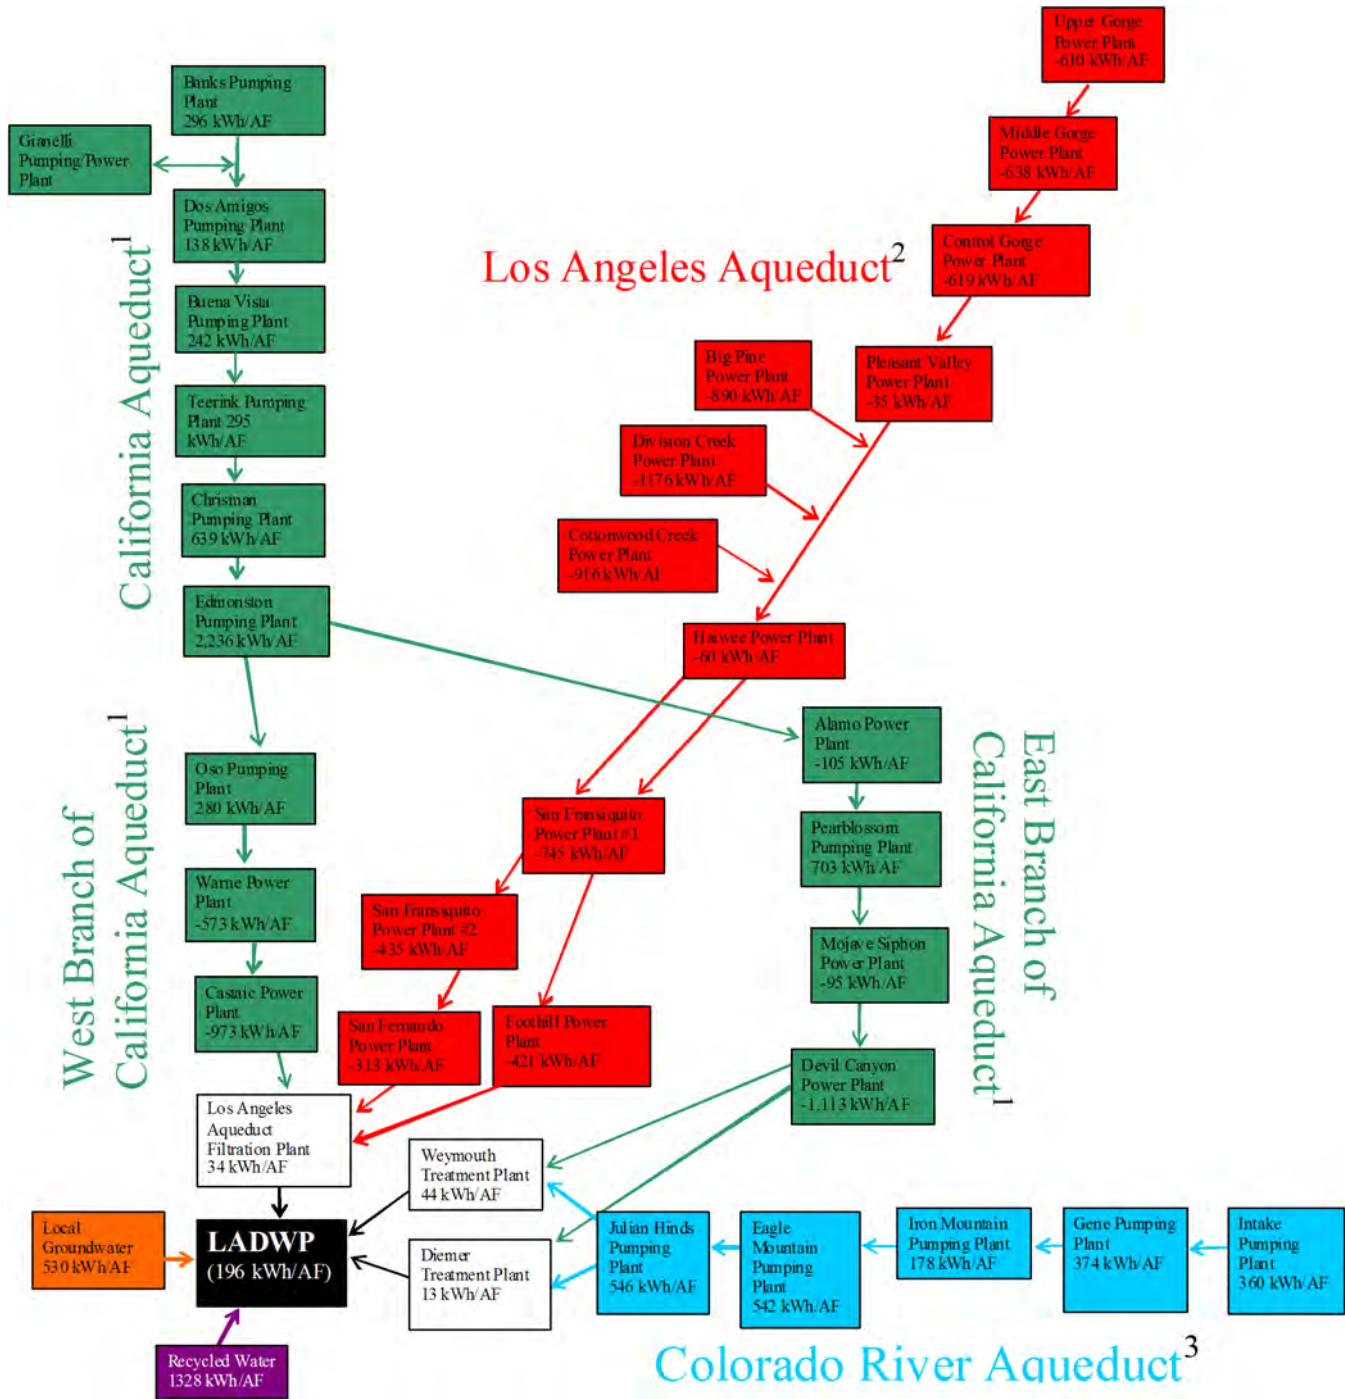 Upper Gorge
Power Plant
-610 kWh/AF
Banks Pumping
Plant
296 kWh/AF
Gianelli
Pumping/Power
Plant
Middle Gorge
Power Plant
-638 kWh/AF
Dos Amigos
Pumping Plant
138 kWh/AF
Control Gorge
Power Plant
-619 kWh/AF
Los Angeles Aqueduct2
California Aqueduct1
Buena Vista
Pumping Plant
242 kWh/AF
Big Pine
Power Plant
-890 kWh/AF
Pleasant Valley
Power Plant
-35 kWh/AF
Teerink Pumping
Plant 295
kWh/AF
Division Creek
Power Plant
-1176 kWh/AF
Chrisman
Pumping Plant
639 kWh/AF
Cottonwood Creek
Power Plant
-916 kWh/AF
Edmonston
Pumping Plant
2,236 kWh/AF
Haiwee Power Plant
-60 kWh/AF
Alamo Power
Plant
-105 kWh/AF
East Branch of
California Aqueduct1
West Branch of
California Aqueduct1
Oso Pumping
Plant
280 kWh/AF
San Fransiquito
Power Plant #1
-745 kWh/AF
Pearblossom
Pumping Plant
703 kWh/AF
Warne Power
Plant
-573 kWh/AF
San Fransiquito
Power Plant #2
-435 kWh/AF
Mojave Siphon
Power Plant
-95 kWh/AF
Castaic Power
Plant
-973 kWh/AF
San Fernando
Power Plant
-313 kWh/AF
Foothill Power
Plant
-421 kWh/AF
Devil Canyon
Power Plant
-1,113 kWh/AF
Los Angeles
Aqueduct
Filtration Plant
34 kWh/AF
Weymouth
Treatment Plant
44 kWh/AF
Local
Groundwater
530 kWh/AF
LADWP
(196 kWh/AF)
Diemer
Treatment Plant
13 kWh/AF
Julian Hinds
Pumping
Plant
546 kWh/AF
Eagle
Mountain
Pumping
Plant
542 kWh/AF
Iron Mountain
Pumping Plant
178 kWh/AF
Gene Pumping
Plant
374 kWh/AF
Intake
Pumping
Plant
360 kWh/AF
Recycled Water
1328 kWh/AF
Colorado River Aqueduct3